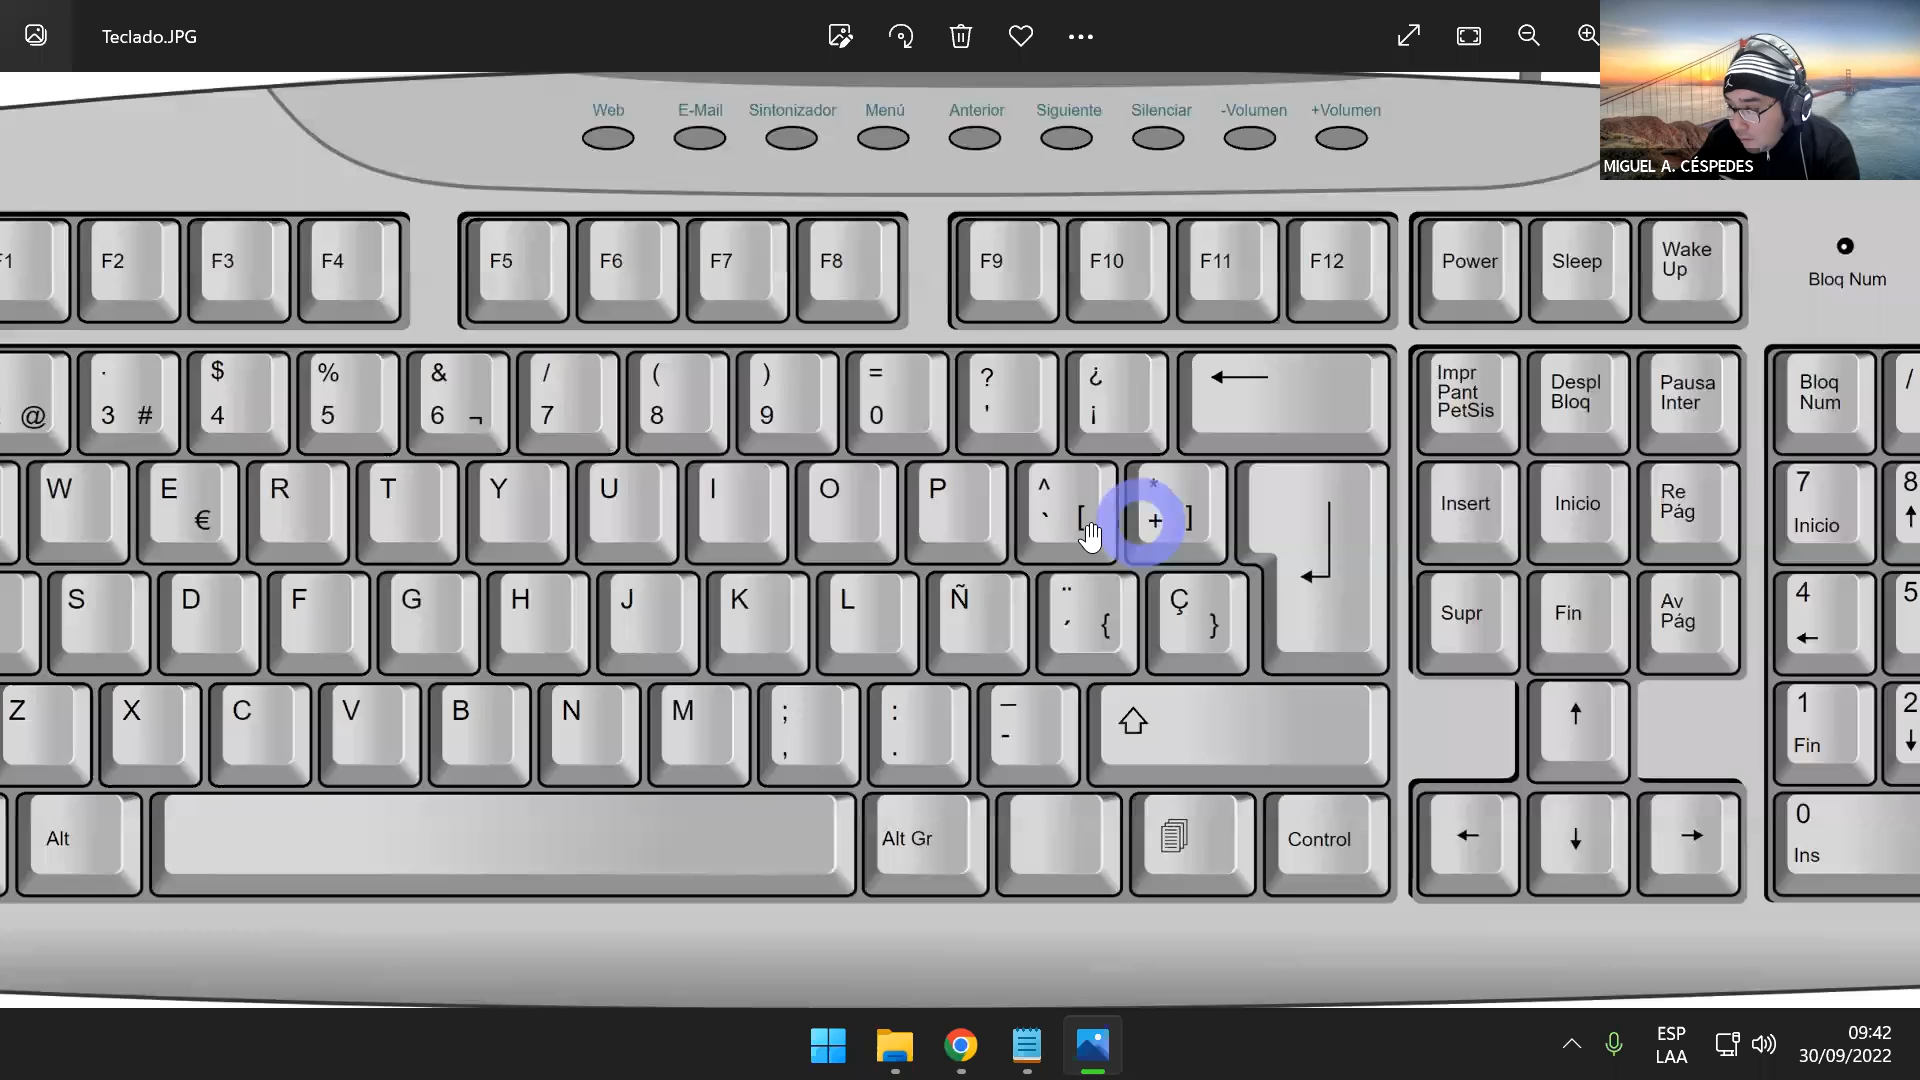 Teclado.JPG
MIGUEL A. CÉSPEDES
Web E-Mail Sintonizador Menú Anterior Siguiente Silenciar -Volumen +Volumen
F1 F2 F3 F4 F5 F6 F7 F8 F9 F10 F11 F12 Power Sleep Wake Up
Bloq Num
@ · 3 # $ 4 % 5 & 6 ¬ / 7 ( 8 ) 9 = 0 ? ' ¿ ¡ Impr Pant PetSis Despl Bloq Pausa Inter Bloq Num /
W E € R T Y U I O P ^ ` [ * + ] Insert Inicio Re Pág 7 Inicio 8
S D F G H J K L Ñ ¨ ´ { Ç } Supr Fin Av Pág 4 5
Z X C V B N M ; , : . _ - 1 Fin 2
Alt Alt Gr Control 0 Ins
ESP
LAA
09:42
30/09/2022